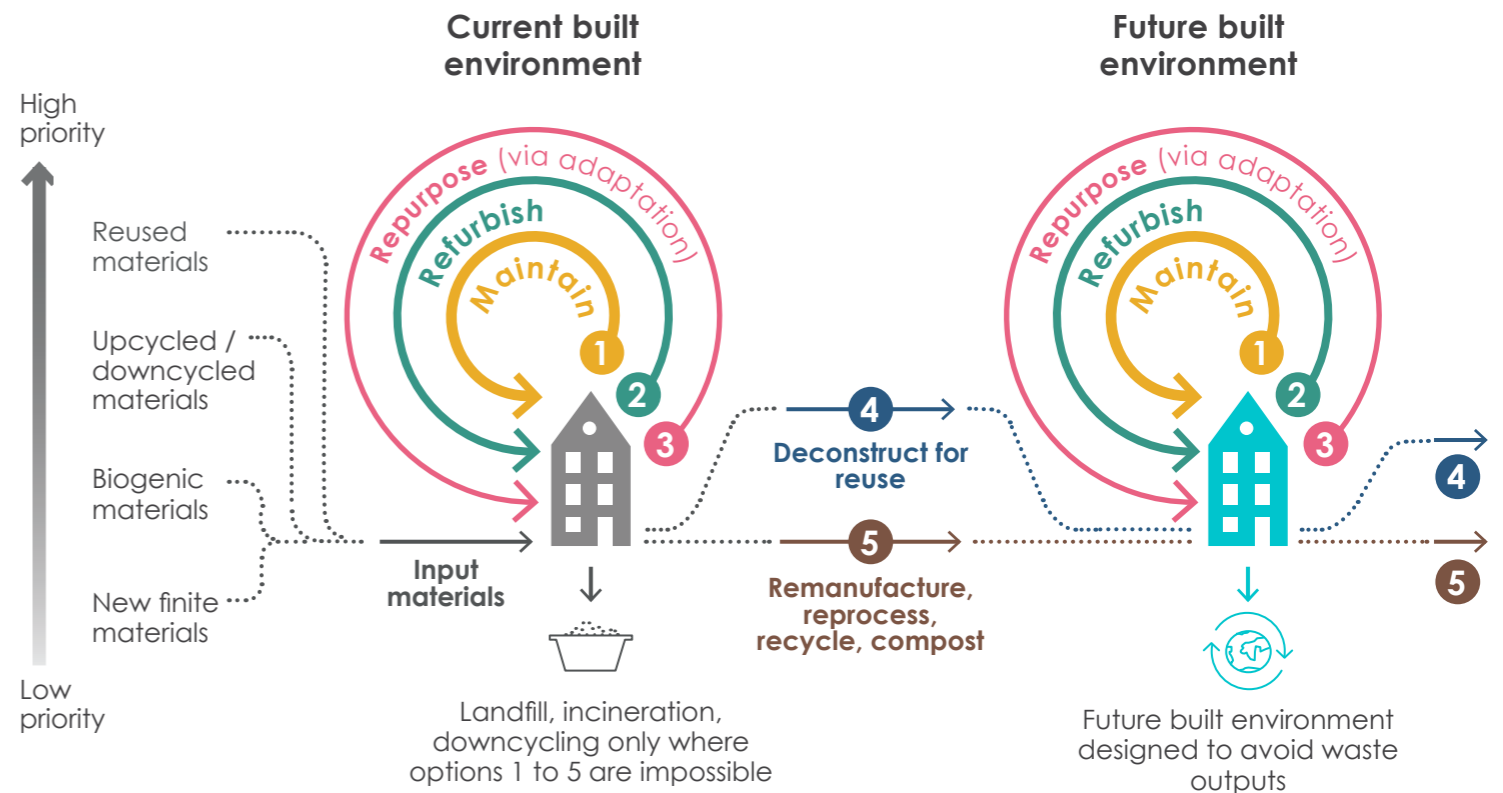 Current built
environment
Future built
environment
High
priority
Reused
materials
Upcycled /
downcycled
materials
Biogenic
materials
New finite
materials
Low
priority
Input
materials
Repurpose (via adaptation)
Refurbish
Maintain
1
2
3
4
Deconstruct for
reuse
5
Remanufacture,
reprocess,
recycle, compost
Landfill, incineration,
downcycling only where
options 1 to 5 are impossible
Repurpose (via adaptation)
Refurbish
Maintain
1
2
3
4
5
Future built environment
designed to avoid waste
outputs